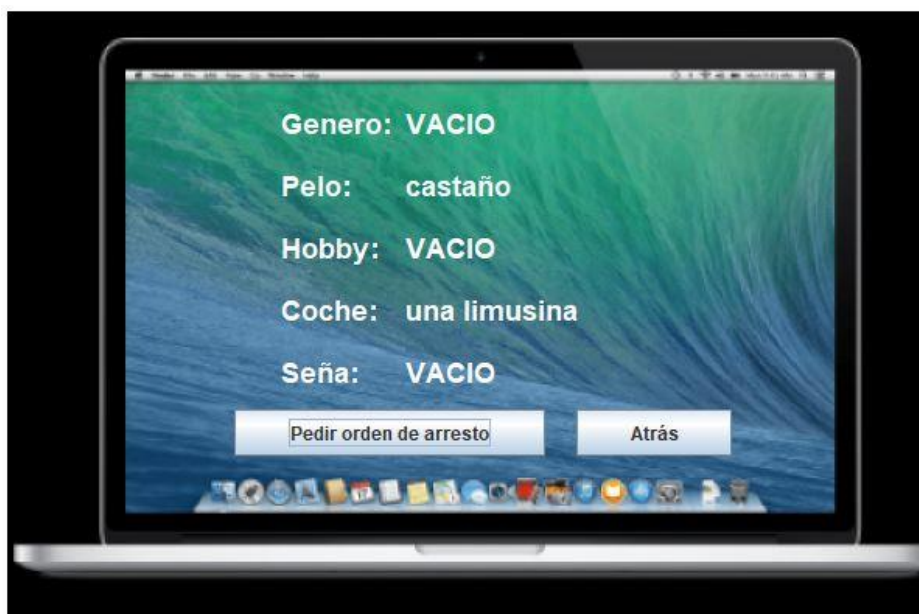 Genero: VACIO
Pelo: castaño
Hobby: VACIO
Coche: una limusina
Seña: VACIO
Pedir orden de arresto Atrás